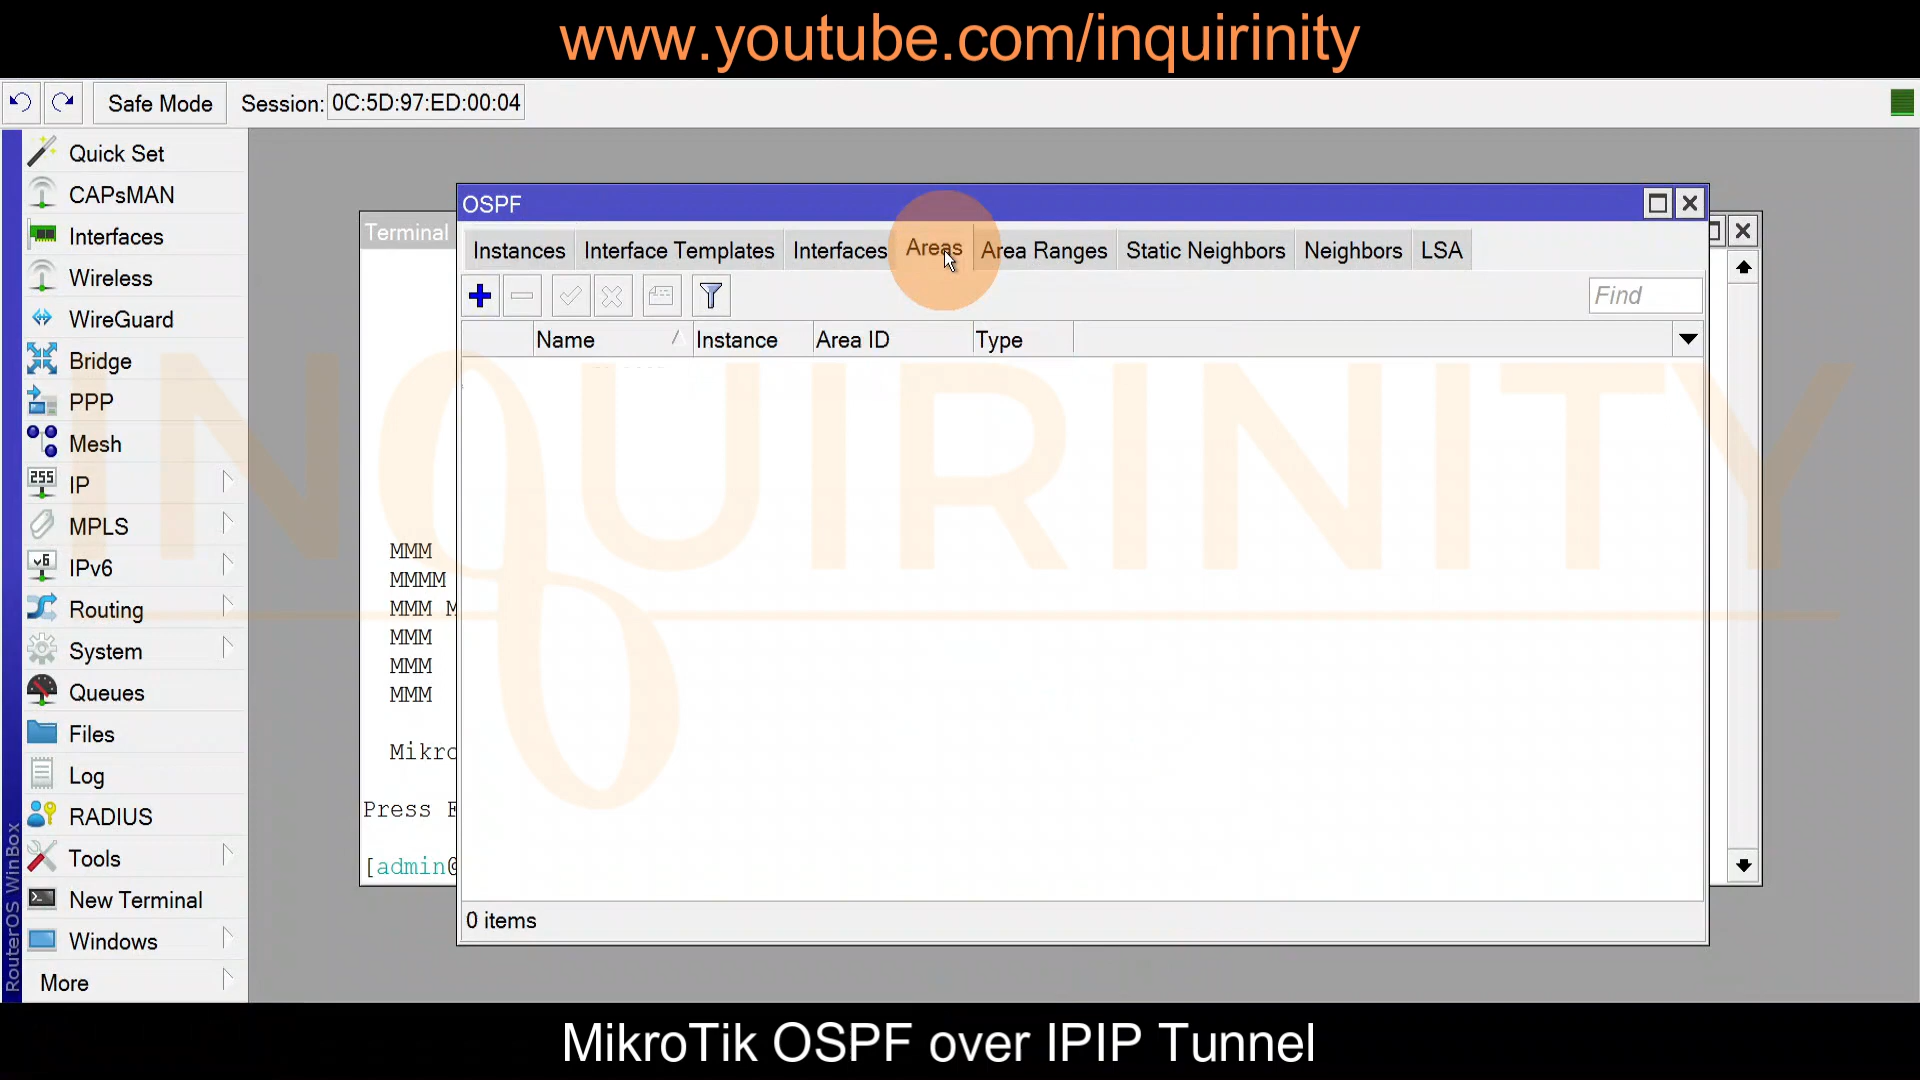 www.youtube.com/inquirinity
Safe Mode Session: 0C:5D:97:ED:00:04
Quick Set
CAPsMAN
Interfaces
Wireless
WireGuard
Bridge
PPP
Mesh
255 IP
MPLS
v6 IPv6
Routing
System
Queues
Files
Log
RADIUS
Tools
New Terminal
Windows
More
RouterOS WinBox
Terminal
MMM
MMMM
MMM M
MMM
MMM
MMM
Mikro
Press E
[admin@
OSPF
Instances Interface Templates Interfaces Areas Area Ranges Static Neighbors Neighbors LSA
Find
Name Instance Area ID Type
0 items
INQUIRINITY
MikroTik OSPF over IPIP Tunnel